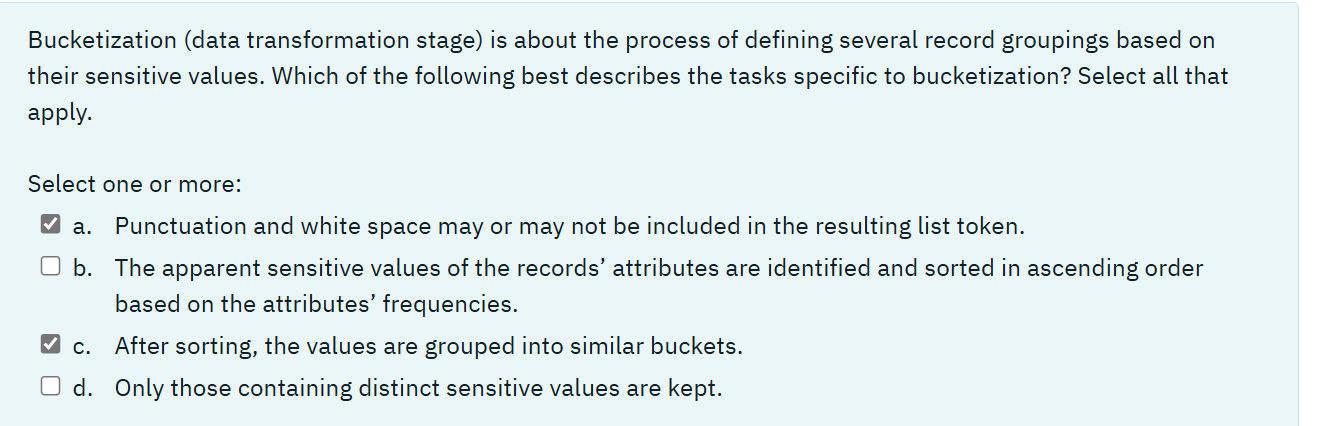 Bucketization (data transformation stage) is about the process of defining several record groupings based on
their sensitive values. Which of the following best describes the tasks specific to bucketization? Select all that
apply.
Select one or more:
a. Punctuation and white space may or may not be included in the resulting list token.
b. The apparent sensitive values of the records’ attributes are identified and sorted in ascending order
based on the attributes’ frequencies.
c. After sorting, the values are grouped into similar buckets.
d. Only those containing distinct sensitive values are kept.